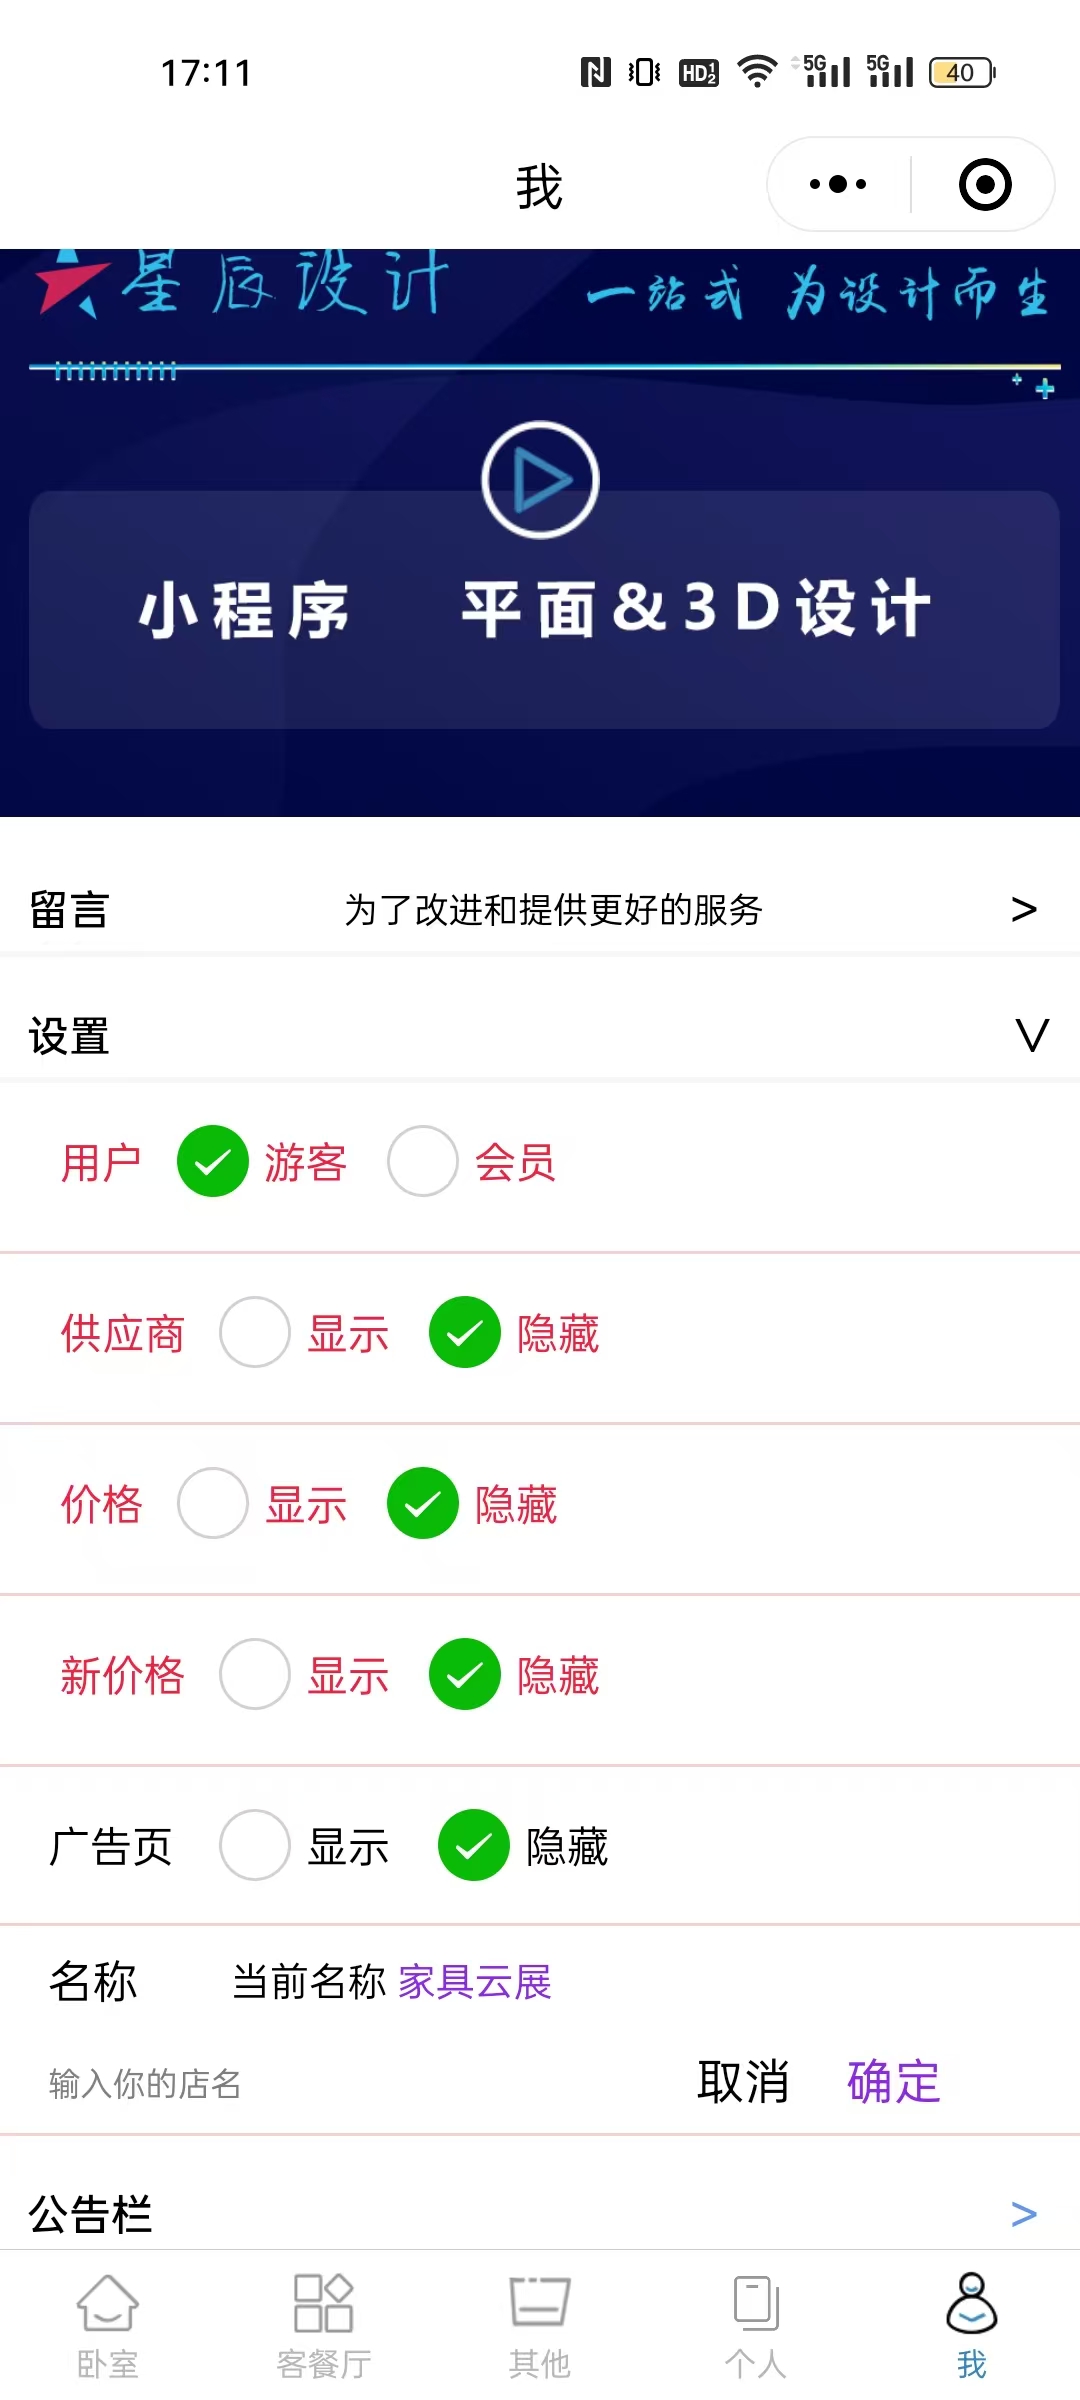 17:11
HD 1 2
5G
5G
40
我
星辰设计
一站式 为设计而生
小程序 平面&3D设计
留言 为了改进和提供更好的服务 >
设置
用户 游客 会员
供应商 显示 隐藏
价格 显示 隐藏
新价格 显示 隐藏
广告页 显示 隐藏
名称 当前名称 家具云展
输入你的店名 取消 确定
公告栏 >
卧室 客餐厅 其他 个人 我